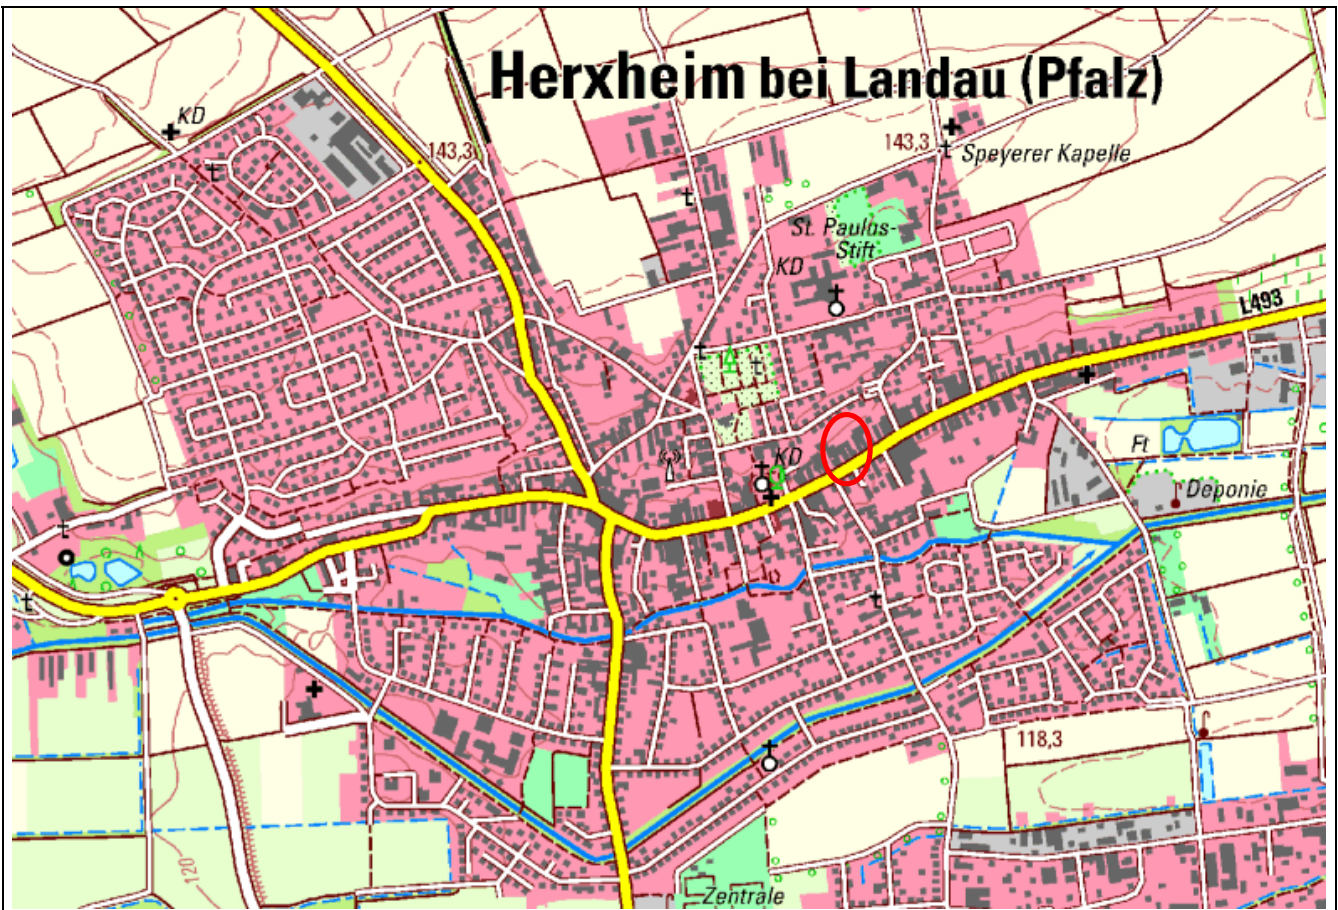 Herxheim bei Landau (Pfalz)
KD
143,3
143,3
Speyerer Kapelle
St. Paulus-
Stift
KD
L493
KD
Ft
Deponie
118,3
120
Zentrale